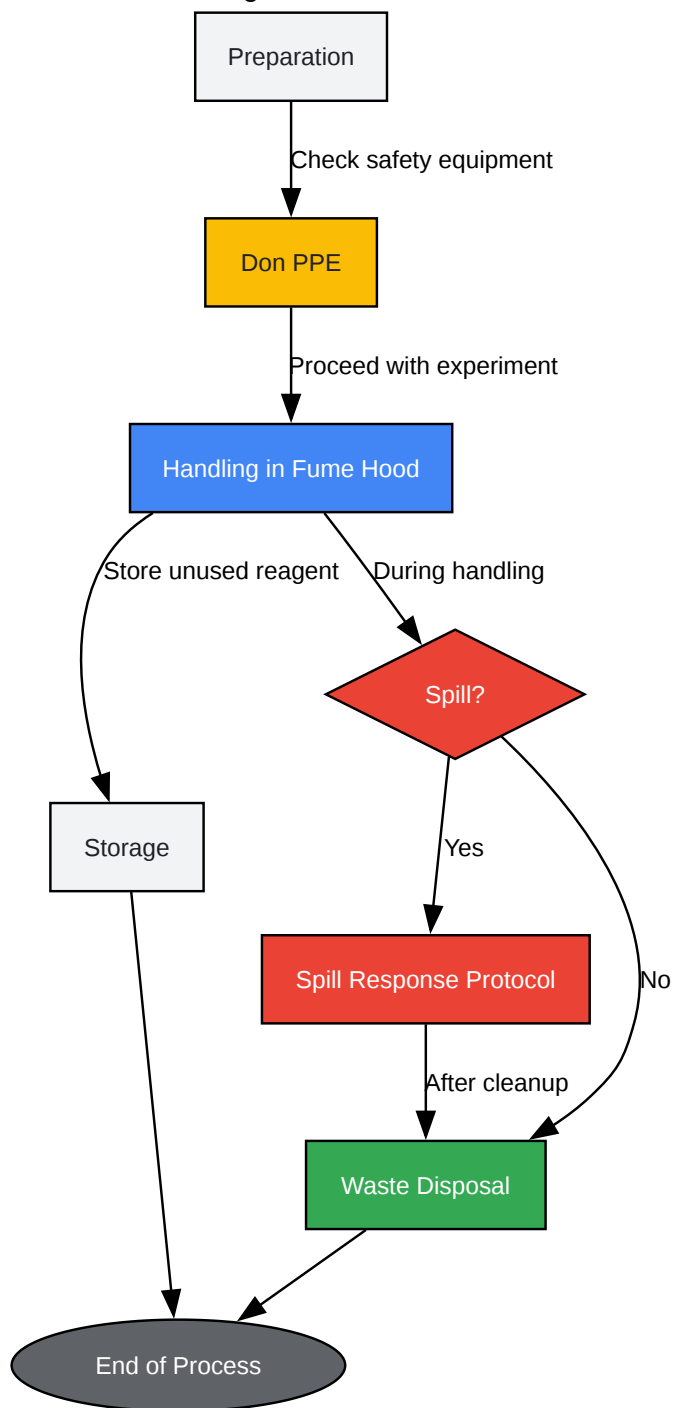 Preparation
Check safety equipment
Don PPE
Proceed with experiment
Handling in Fume Hood
Store unused reagent
During handling
Spill?
Storage
Yes
Spill Response Protocol
No
After cleanup
Waste Disposal
End of Process